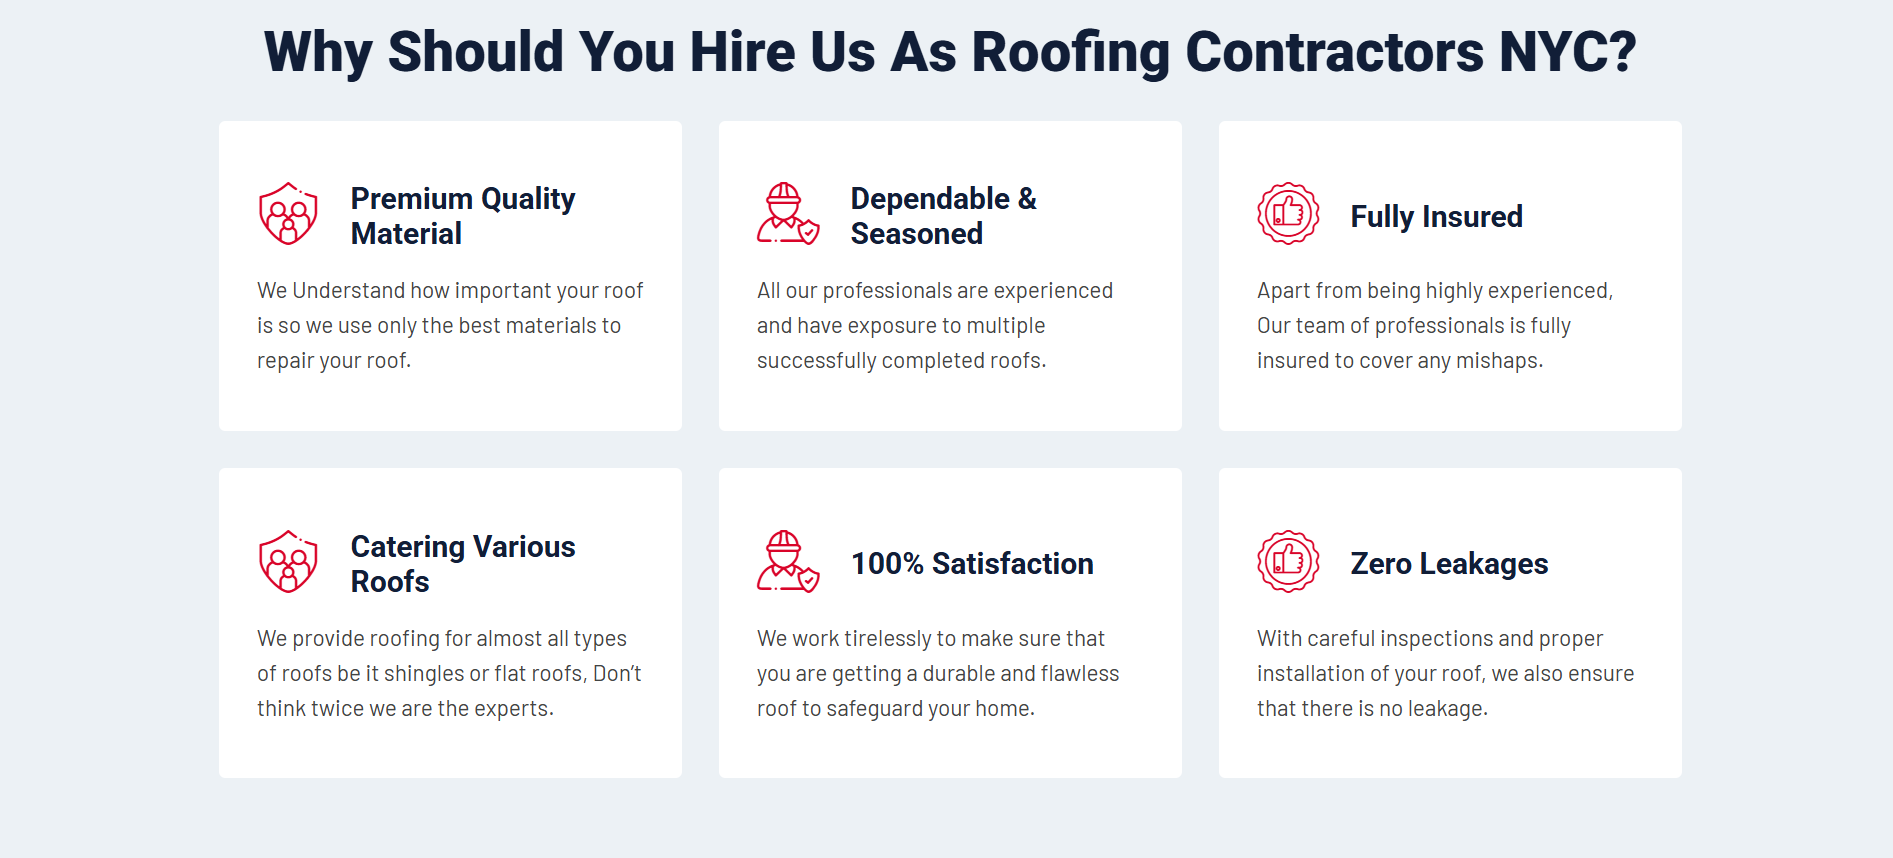 Why Should You Hire Us As Roofing Contractors NYC?
Premium Quality
Material
We Understand how important your roof
is so we use only the best materials to
repair your roof.
Dependable &
Seasoned
All our professionals are experienced
and have exposure to multiple
successfully completed roofs.
Fully Insured
Apart from being highly experienced,
Our team of professionals is fully
insured to cover any mishaps.
Catering Various
Roofs
We provide roofing for almost all types
of roofs be it shingles or flat roofs, Don’t
think twice we are the experts.
100% Satisfaction
We work tirelessly to make sure that
you are getting a durable and flawless
roof to safeguard your home.
Zero Leakages
With careful inspections and proper
installation of your roof, we also ensure
that there is no leakage.